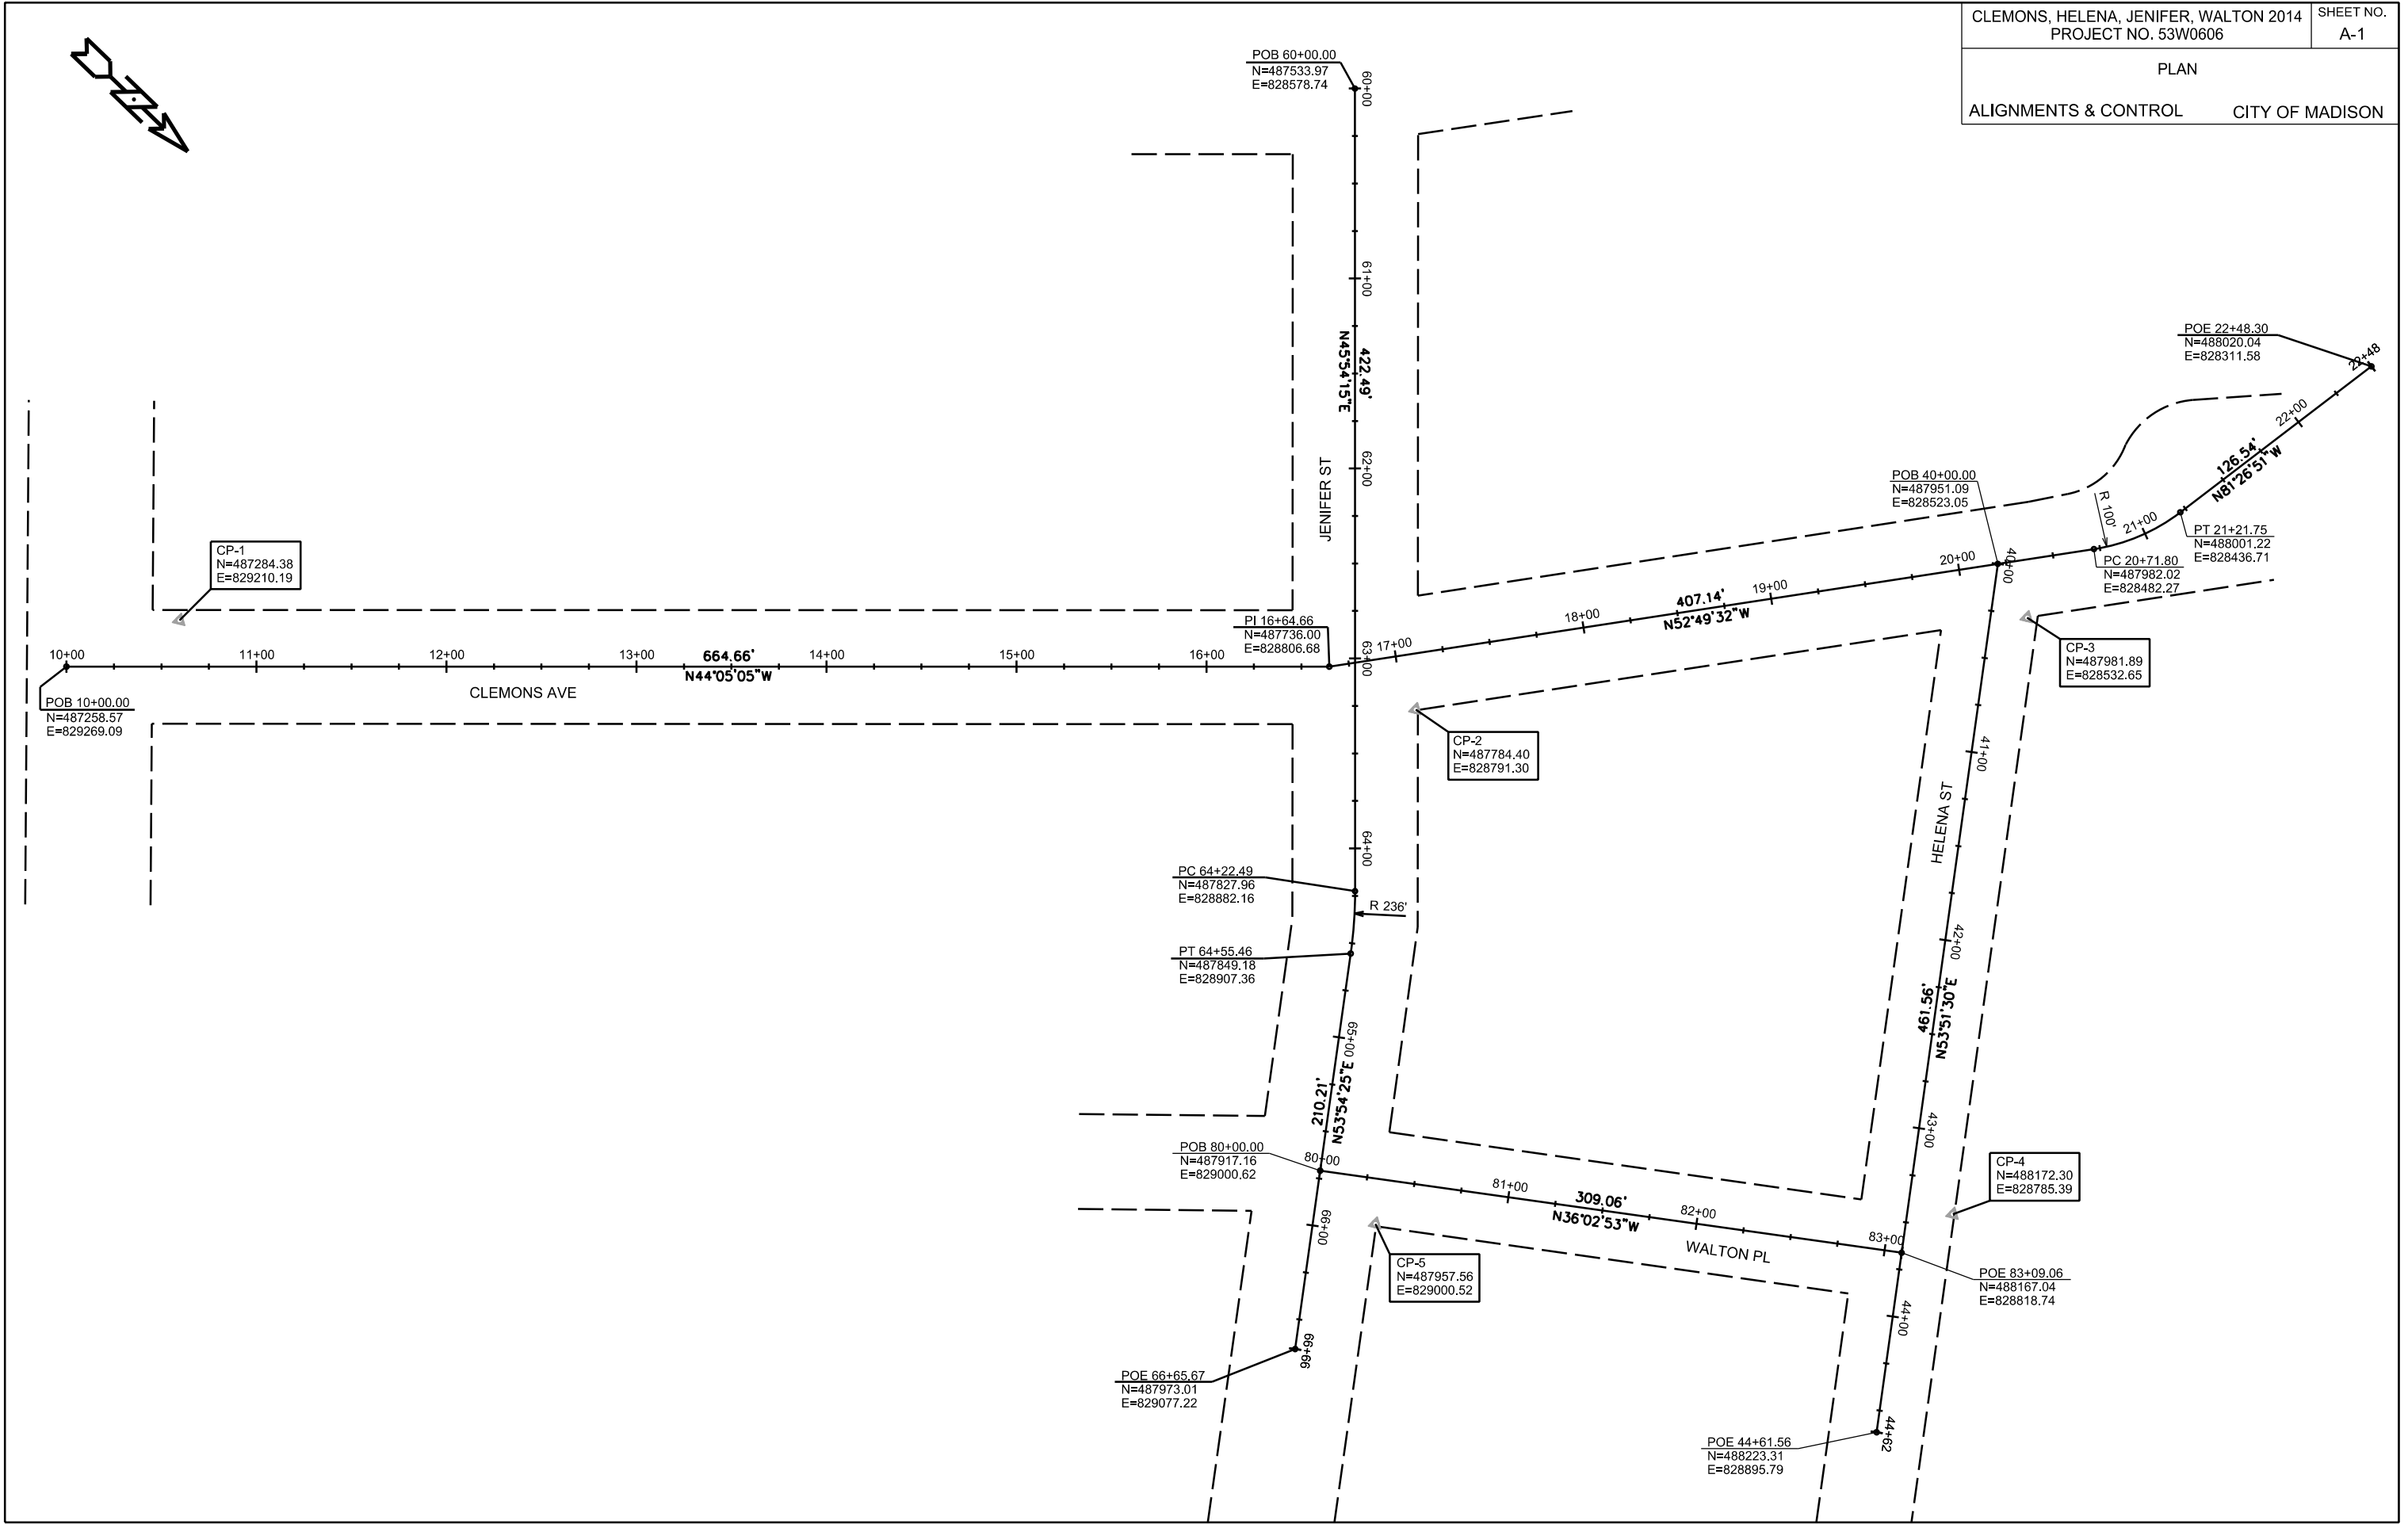 CLEMONS, HELENA, JENIFER, WALTON 2014
PROJECT NO. 53W0606
SHEET NO.
A-1
PLAN
ALIGNMENTS & CONTROL
CITY OF MADISON
POB 60+00.00
N=487533.97
E=828578.74
60+00
61+00
422.49'
N45°54'15"E
JENIFER ST
62+00
63+00
64+00
POE 22+48.30
N=488020.04
E=828311.58
22+48
22+00
126.54'
N81°26'51"W
R 100'
21+00
PT 21+21.75
N=488001.22
E=828436.71
PC 20+71.80
N=487982.02
E=828482.27
POB 40+00.00
N=487951.09
E=828523.05
40+00
20+00
19+00
407.14'
N52°49'32"W
18+00
17+00
PI 16+64.66
N=487736.00
E=828806.68
CP-1
N=487284.38
E=829210.19
10+00
11+00
12+00
13+00
664.66'
N44°05'05"W
14+00
15+00
16+00
CLEMONS AVE
POB 10+00.00
N=487258.57
E=829269.09
CP-2
N=487784.40
E=828791.30
CP-3
N=487981.89
E=828532.65
41+00
HELENA ST
42+00
461.56'
N53°51'30"E
43+00
44+00
44+62
PC 64+22.49
N=487827.96
E=828882.16
R 236'
PT 64+55.46
N=487849.18
E=828907.36
65+00
210.21'
N53°54'25"E
POB 80+00.00
N=487917.16
E=829000.62
80+00
81+00
309.06'
N36°02'53"W
82+00
83+00
WALTON PL
66+00
66+66
CP-4
N=488172.30
E=828785.39
CP-5
N=487957.56
E=829000.52
POE 83+09.06
N=488167.04
E=828818.74
POE 66+65.67
N=487973.01
E=829077.22
POE 44+61.56
N=488223.31
E=828895.79